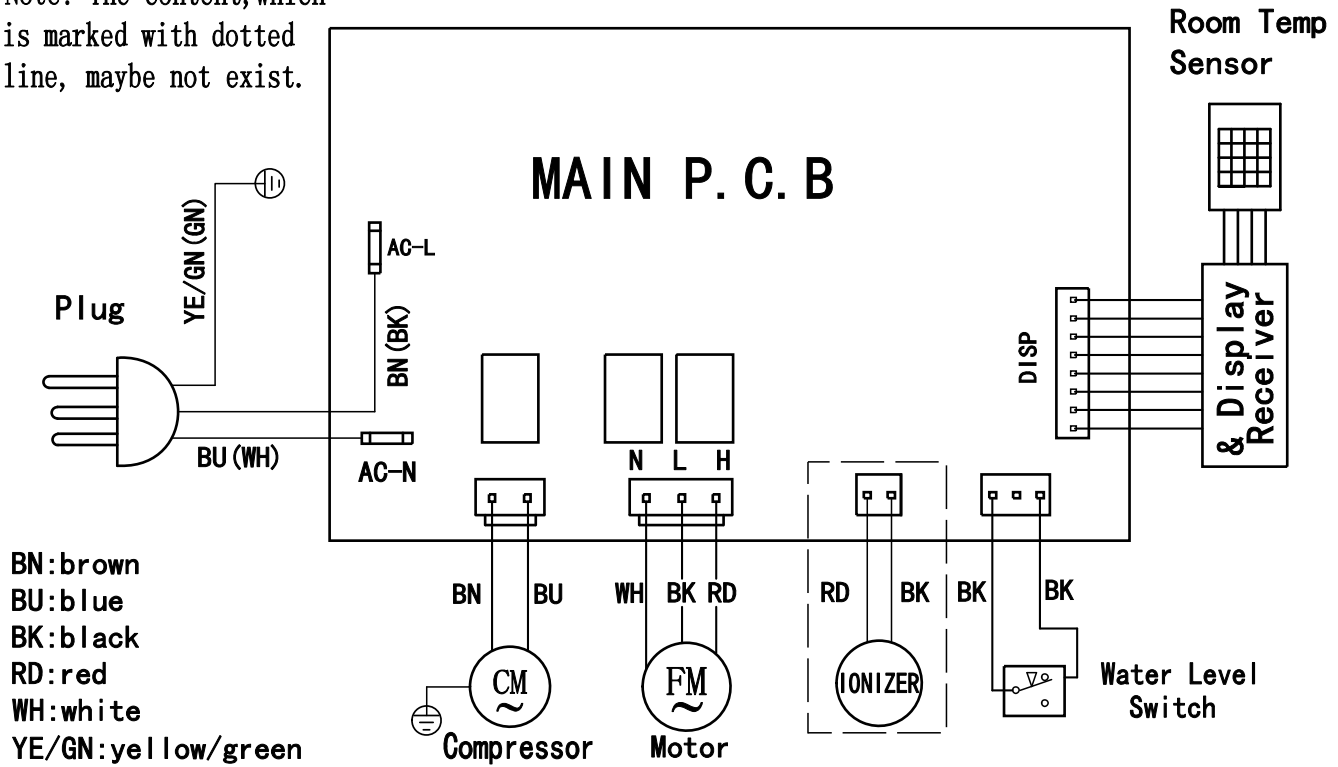 Note: The content,which
is marked with dotted
line, maybe not exist.
Room Temp
Sensor
MAIN P.C.B
YE/GN(GN)
AC-L
Plug
BN(BK)
BU(WH)
AC-N
DISP
& Display
Receiver
N L H
BN BU
WH BK RD
RD BK
BK BK
BN:brown
BU:blue
BK:black
RD:red
WH:white
YE/GN:yellow/green
CM
~
Compressor
FM
~
Motor
IONIZER
Water Level
Switch